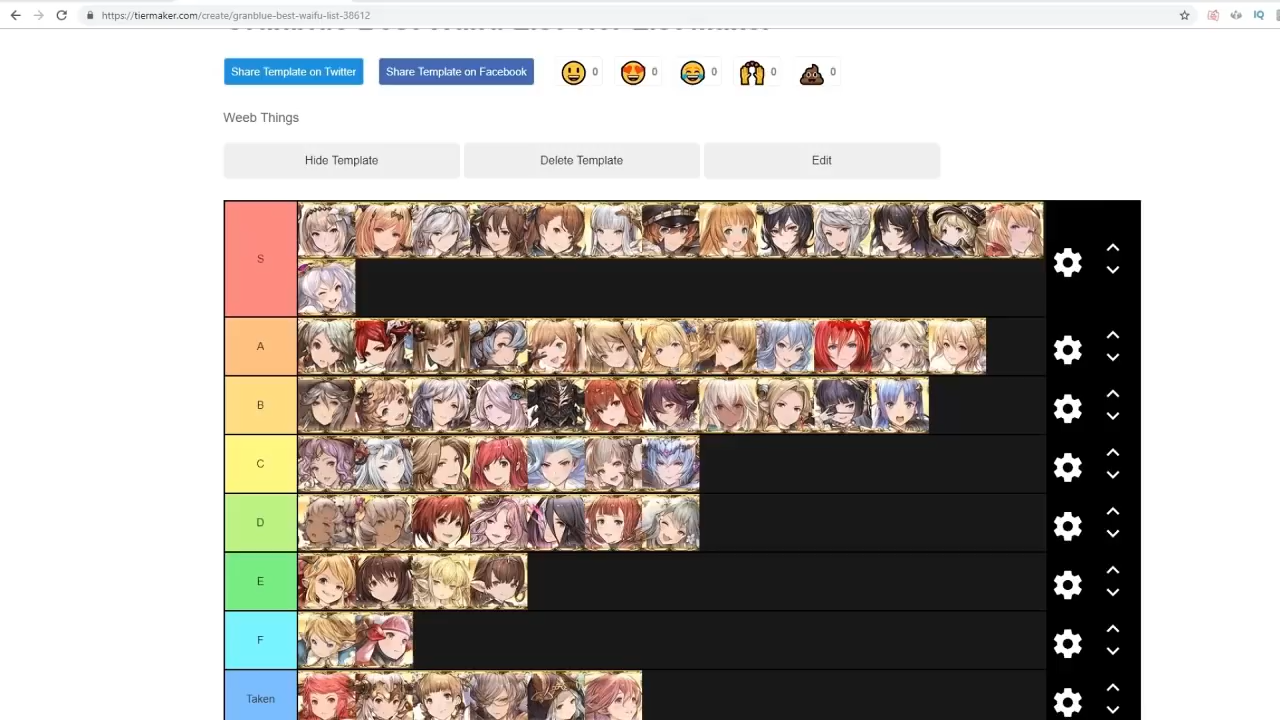 https://tiermaker.com/create/granblue-best-waifu-list-38612
IQ
Share Template on Twitter
Share Template on Facebook
0
0
0
0
0
Weeb Things
Hide Template
Delete Template
Edit
S
A
B
C
D
E
F
Taken